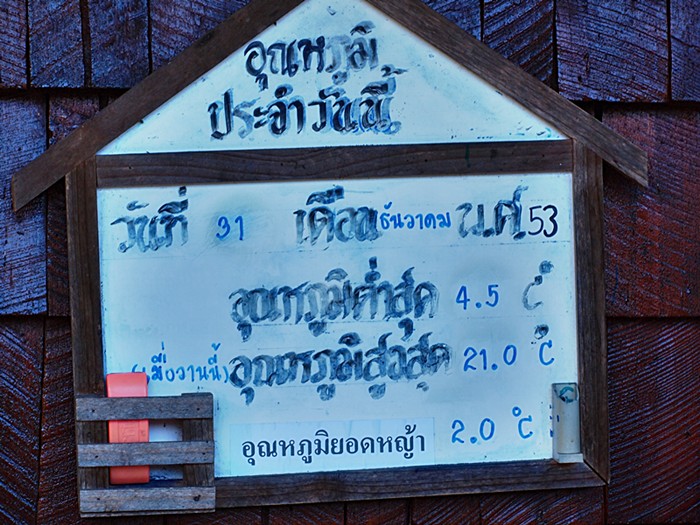 อุณหภูมิ
ประจำวันนี้
วันที่ 31 เดือน ธันวาคม พ.ศ. 53
อุณหภูมิต่ำสุด 4.5 °C
(เมื่อวานนี้) อุณหภูมิสูงสุด 21.0 °C
อุณหภูมิยอดหญ้า 2.0 °C